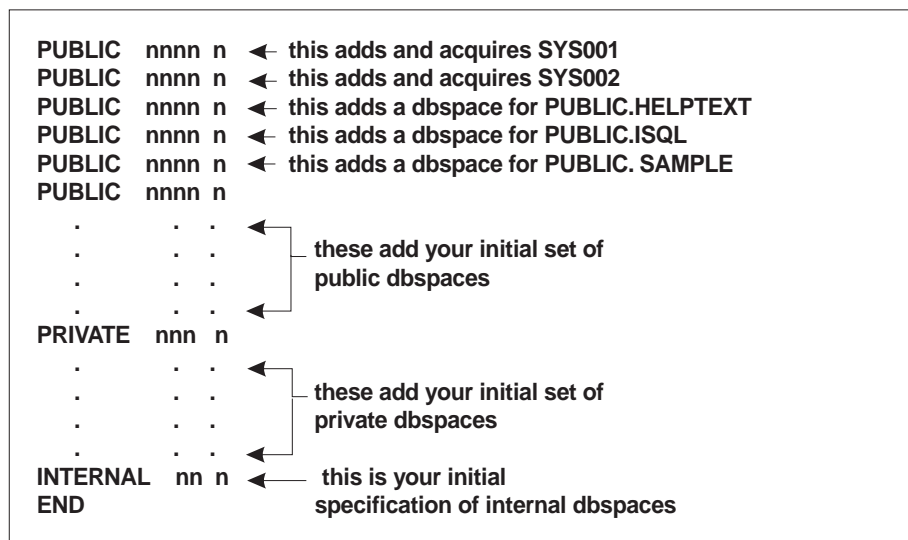 PUBLIC nnnn n this adds and acquires SYS001
PUBLIC nnnn n this adds and acquires SYS002
PUBLIC nnnn n this adds a dbspace for PUBLIC.HELPTEXT
PUBLIC nnnn n this adds a dbspace for PUBLIC.ISQL
PUBLIC nnnn n this adds a dbspace for PUBLIC. SAMPLE
PUBLIC nnnn n
. . .
. . . these add your initial set of
. . . public dbspaces
. . .
PRIVATE nnn n
. . .
. . . these add your initial set of
. . . private dbspaces
. . .
INTERNAL nn n this is your initial
END specification of internal dbspaces